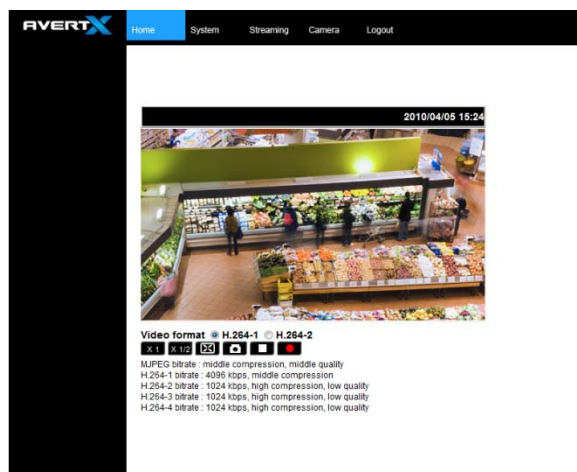 AVERTX
Home System Streaming Camera Logout
2010/04/05 15:24
Video format H.264-1 H.264-2
X 1 X 1/2
MJPEG bitrate : middle compression, middle quality
H.264-1 bitrate : 4096 kbps, middle compression
H.264-2 bitrate : 1024 kbps, high compression, low quality
H.264-3 bitrate : 1024 kbps, high compression, low quality
H.264-4 bitrate : 1024 kbps, high compression, low quality